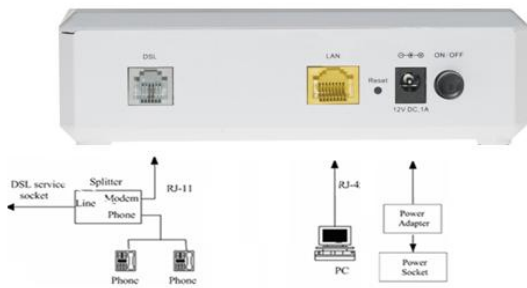 DSL
LAN
ON/OFF
Reset
12V DC, 1A
DSL service
socket
Splitter
Line
Modem
Phone
RJ-11
RJ-4
Phone
Phone
PC
Power
Adapter
Power
Socket